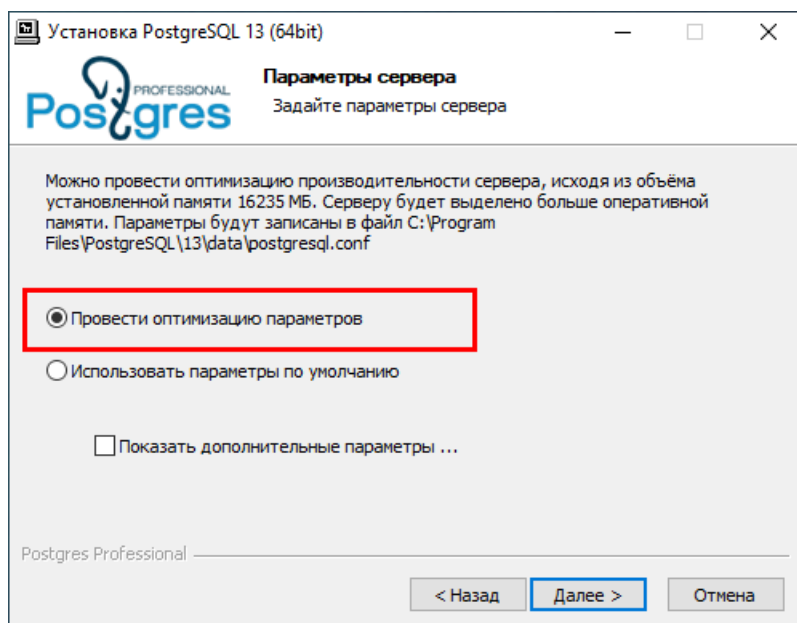 Установка PostgreSQL 13 (64bit)
PROFESSIONAL
Postgres
Параметры сервера
Задайте параметры сервера
Можно провести оптимизацию производительности сервера, исходя из объёма
установленной памяти 16235 МБ. Серверу будет выделено больше оперативной
памяти. Параметры будут записаны в файл C:\Program
Files\PostgreSQL\13\data\postgresql.conf
Провести оптимизацию параметров
Использовать параметры по умолчанию
Показать дополнительные параметры ...
Postgres Professional
< Назад
Далее >
Отмена